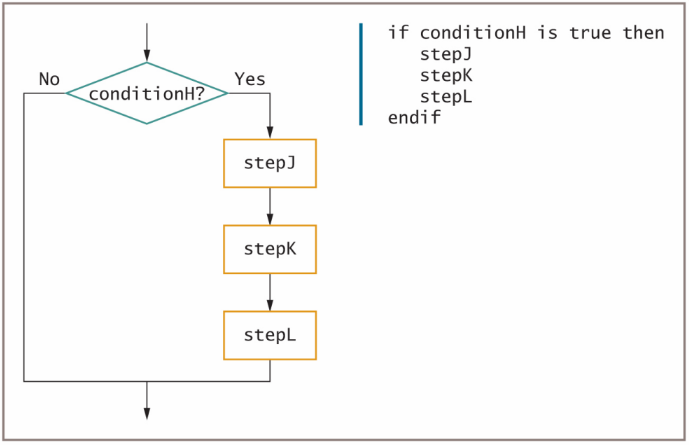 No
Yes
conditionH?
stepJ
stepK
stepL
if conditionH is true then
   stepJ
   stepK
   stepL
endif